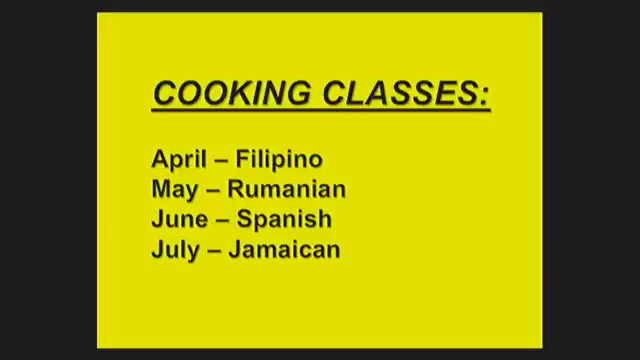 COOKING CLASSES:
April – Filipino
May – Rumanian
June – Spanish
July – Jamaican